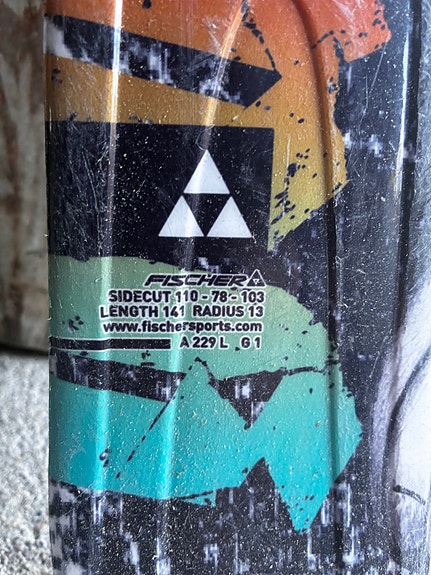 FISCHER
SIDECUT 110 - 78 - 103
LENGTH 141 RADIUS 13
www.fischersports.com
A 229 L G 1